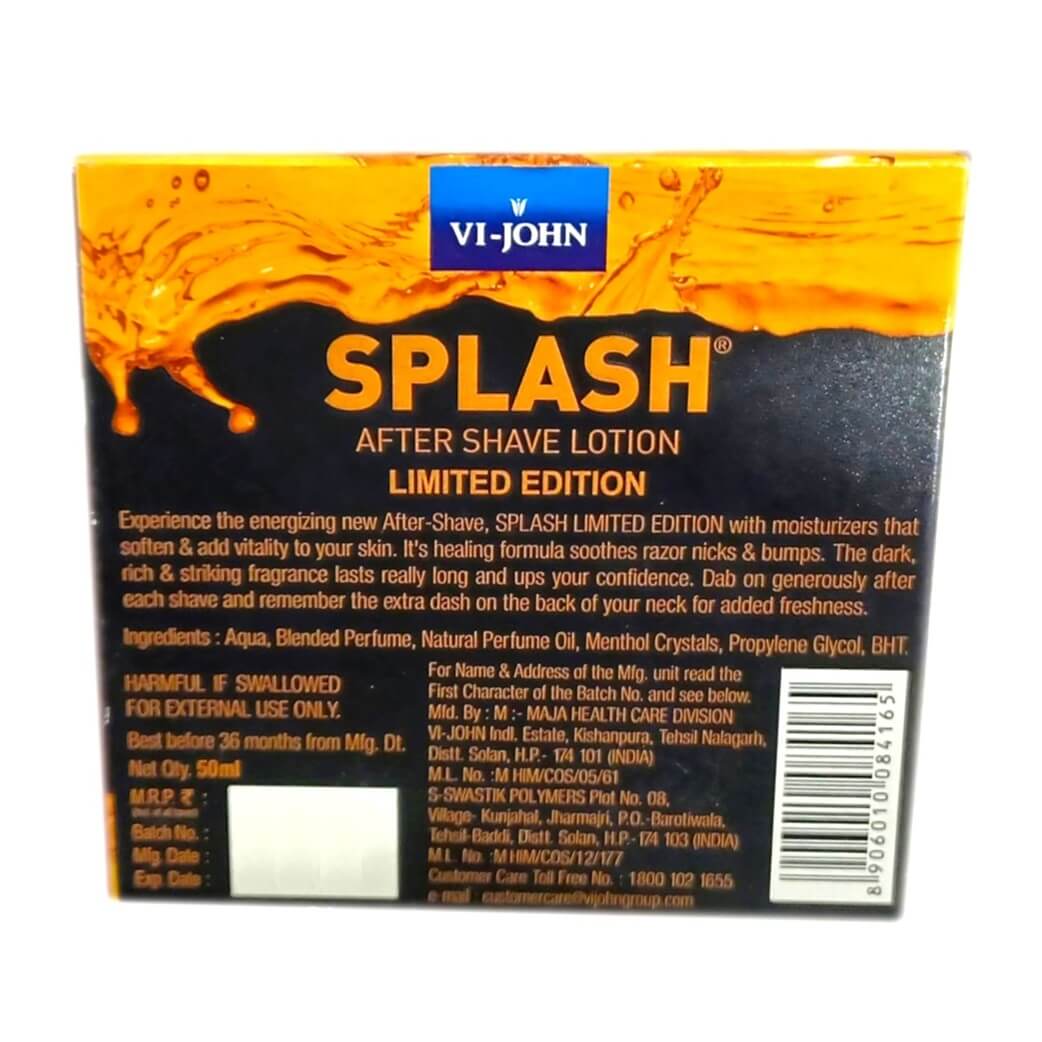 VI-JOHN
SPLASH®
AFTER SHAVE LOTION
LIMITED EDITION
Experience the energizing new After-Shave, SPLASH LIMITED EDITION with moisturizers that
soften & add vitality to your skin. It's healing formula soothes razor nicks & bumps. The dark,
rich & striking fragrance lasts really long and ups your confidence. Dab on generously after
each shave and remember the extra dash on the back of your neck for added freshness.
Ingredients : Aqua, Blended Perfume, Natural Perfume Oil, Menthol Crystals, Propylene Glycol, BHT.
HARMFUL IF SWALLOWED
FOR EXTERNAL USE ONLY.
Best before 36 months from Mfg. Dt.
Net Qty. 50ml
M.R.P. ₹ :
Batch No. :
Mfg. Date :
Exp. Date :
For Name & Address of the Mfg. unit read the
First Character of the Batch No. and see below.
Mfd. By : M :- MAJA HEALTH CARE DIVISION
VI-JOHN Indl. Estate, Kishanpura, Tehsil Nalagarh,
Distt. Solan, H.P.- 174 101 (INDIA)
M.L. No. :M HIM/COS/05/61
S-SWASTIK POLYMERS Plot No. 08,
Village- Kunjahal, Jharmajri, P.O.-Barotiwala,
Tehsil-Baddi, Distt. Solan, H.P.-174 103 (INDIA)
M.L. No. :M HIM/COS/12/177
Customer Care Toll Free No. : 1800 102 1655
e-mail : customercare@vijohngroup.com
8906010084165